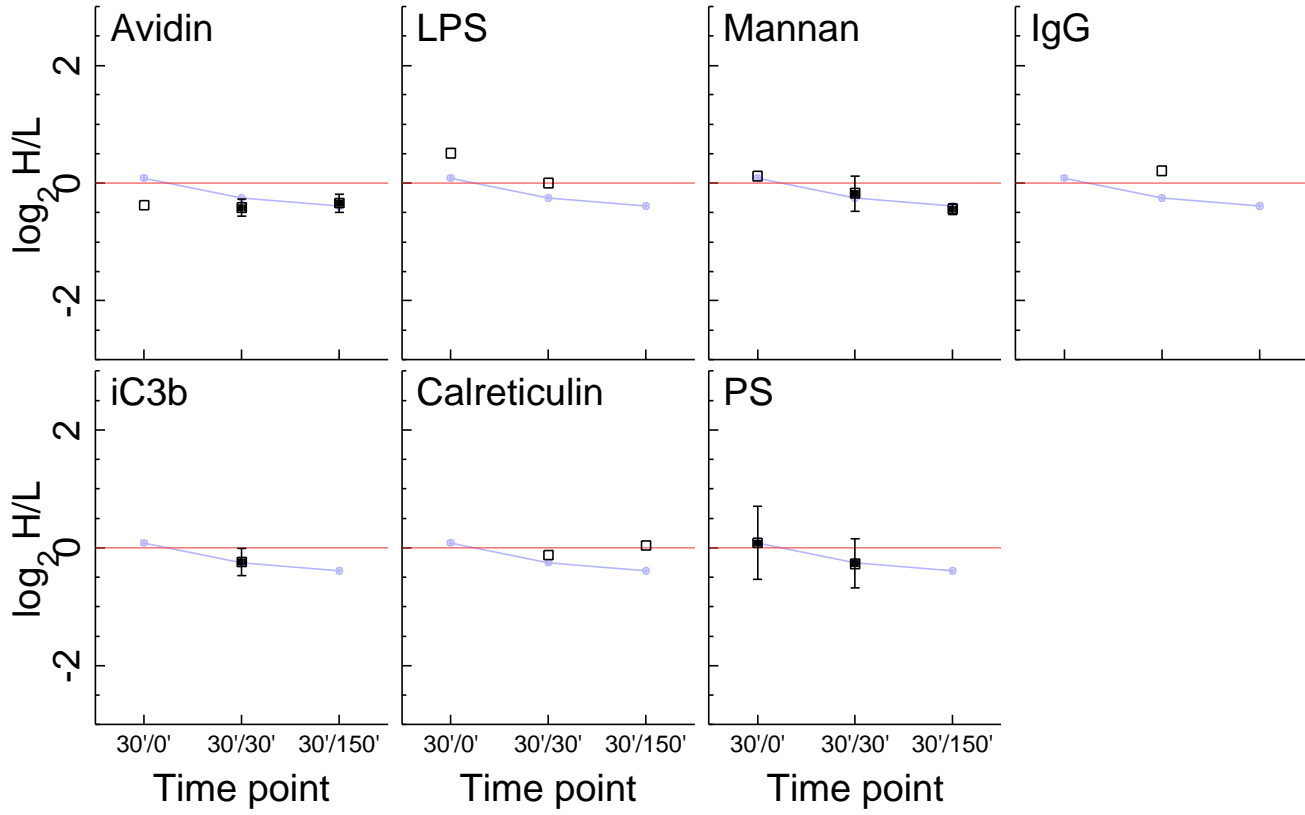 Avidin LPS Mannan IgG
2
0
-2
log2 H/L
iC3b Calreticulin PS
2
0
-2
log2 H/L
30'/0' 30'/30' 30'/150' 30'/0' 30'/30' 30'/150' 30'/0' 30'/30' 30'/150'
Time point Time point Time point